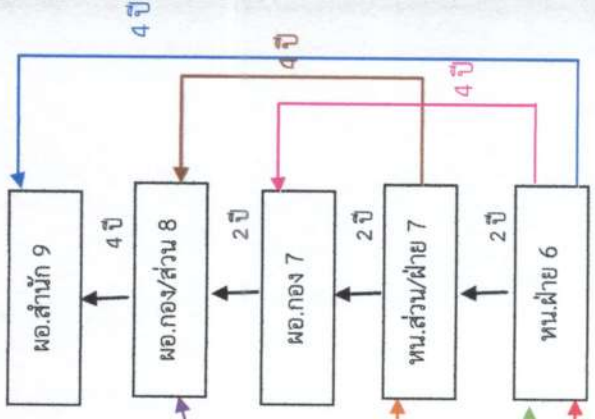 ผอ.สำนัก 9
4 ปี
4 ปี
ผอ.กอง/ส่วน 8
4 ปี
2 ปี
ผอ.กอง 7
4 ปี
2 ปี
หน.ส่วน/ฝ่าย 7
2 ปี
หน.ฝ่าย 6